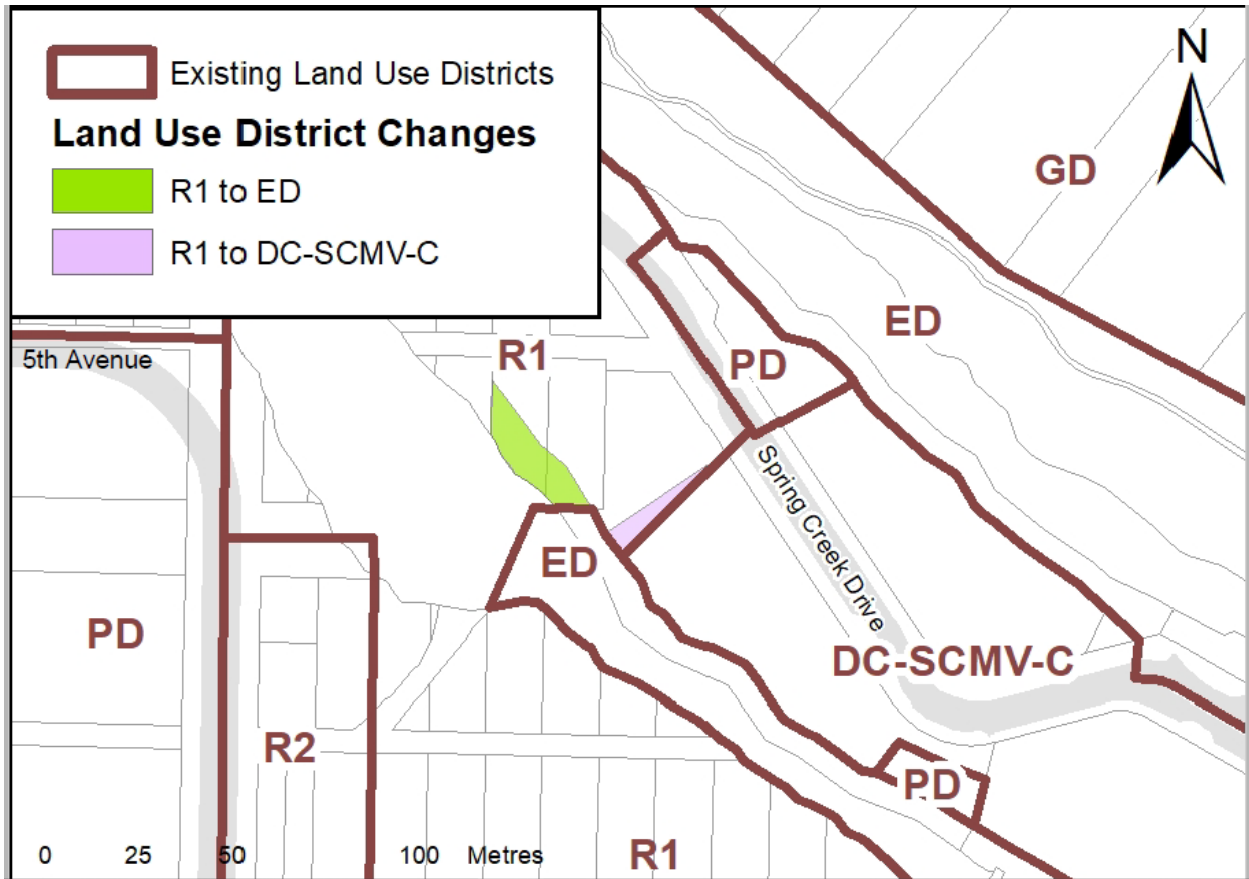 Existing Land Use Districts
Land Use District Changes
R1 to ED
R1 to DC-SCMV-C
N
GD
ED
5th Avenue
R1
PD
Spring Creek Drive
ED
PD
DC-SCMV-C
R2
PD
R1
0 25 50 100 Metres